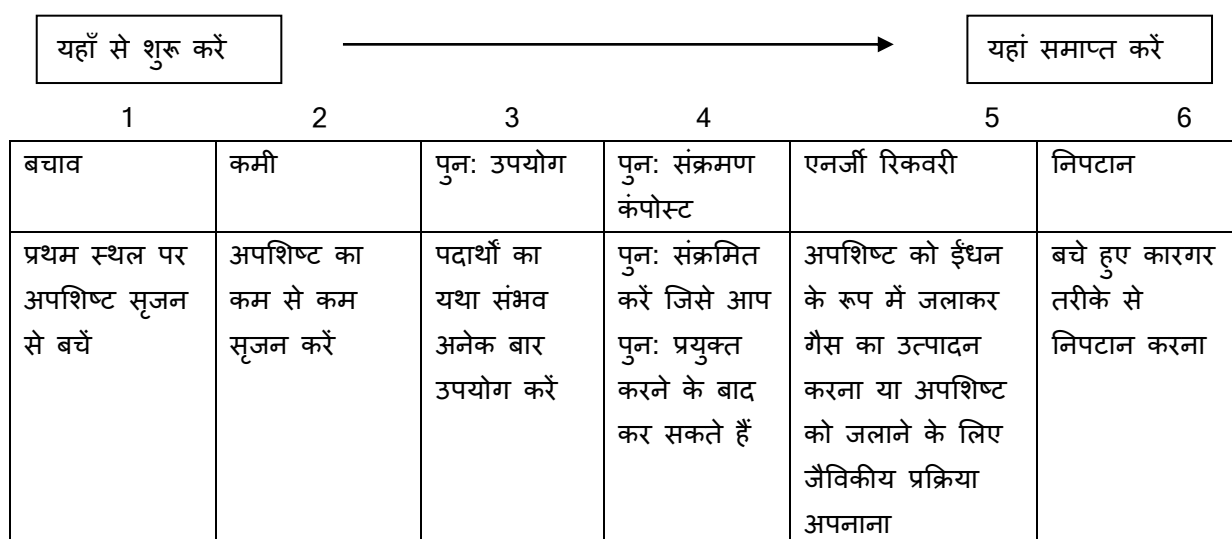 यहाँ से शुरू करें
यहां समाप्त करें
1 2 3 4 5 6
बचाव
कमी
पुन: उपयोग
पुन: संक्रमण
कंपोस्ट
एनर्जी रिकवरी
निपटान
प्रथम स्थल पर
अपशिष्ट सृजन
से बचें
अपशिष्ट का
कम से कम
सृजन करें
पदार्थों का
यथा संभव
अनेक बार
उपयोग करें
पुन: संक्रमित
करें जिसे आप
पुन: प्रयुक्त
करने के बाद
कर सकते हैं
अपशिष्ट को ईंधन
के रूप में जलाकर
गैस का उत्पादन
करना या अपशिष्ट
को जलाने के लिए
जैविकीय प्रक्रिया
अपनाना
बचे हुए कारगर
तरीके से
निपटान करना